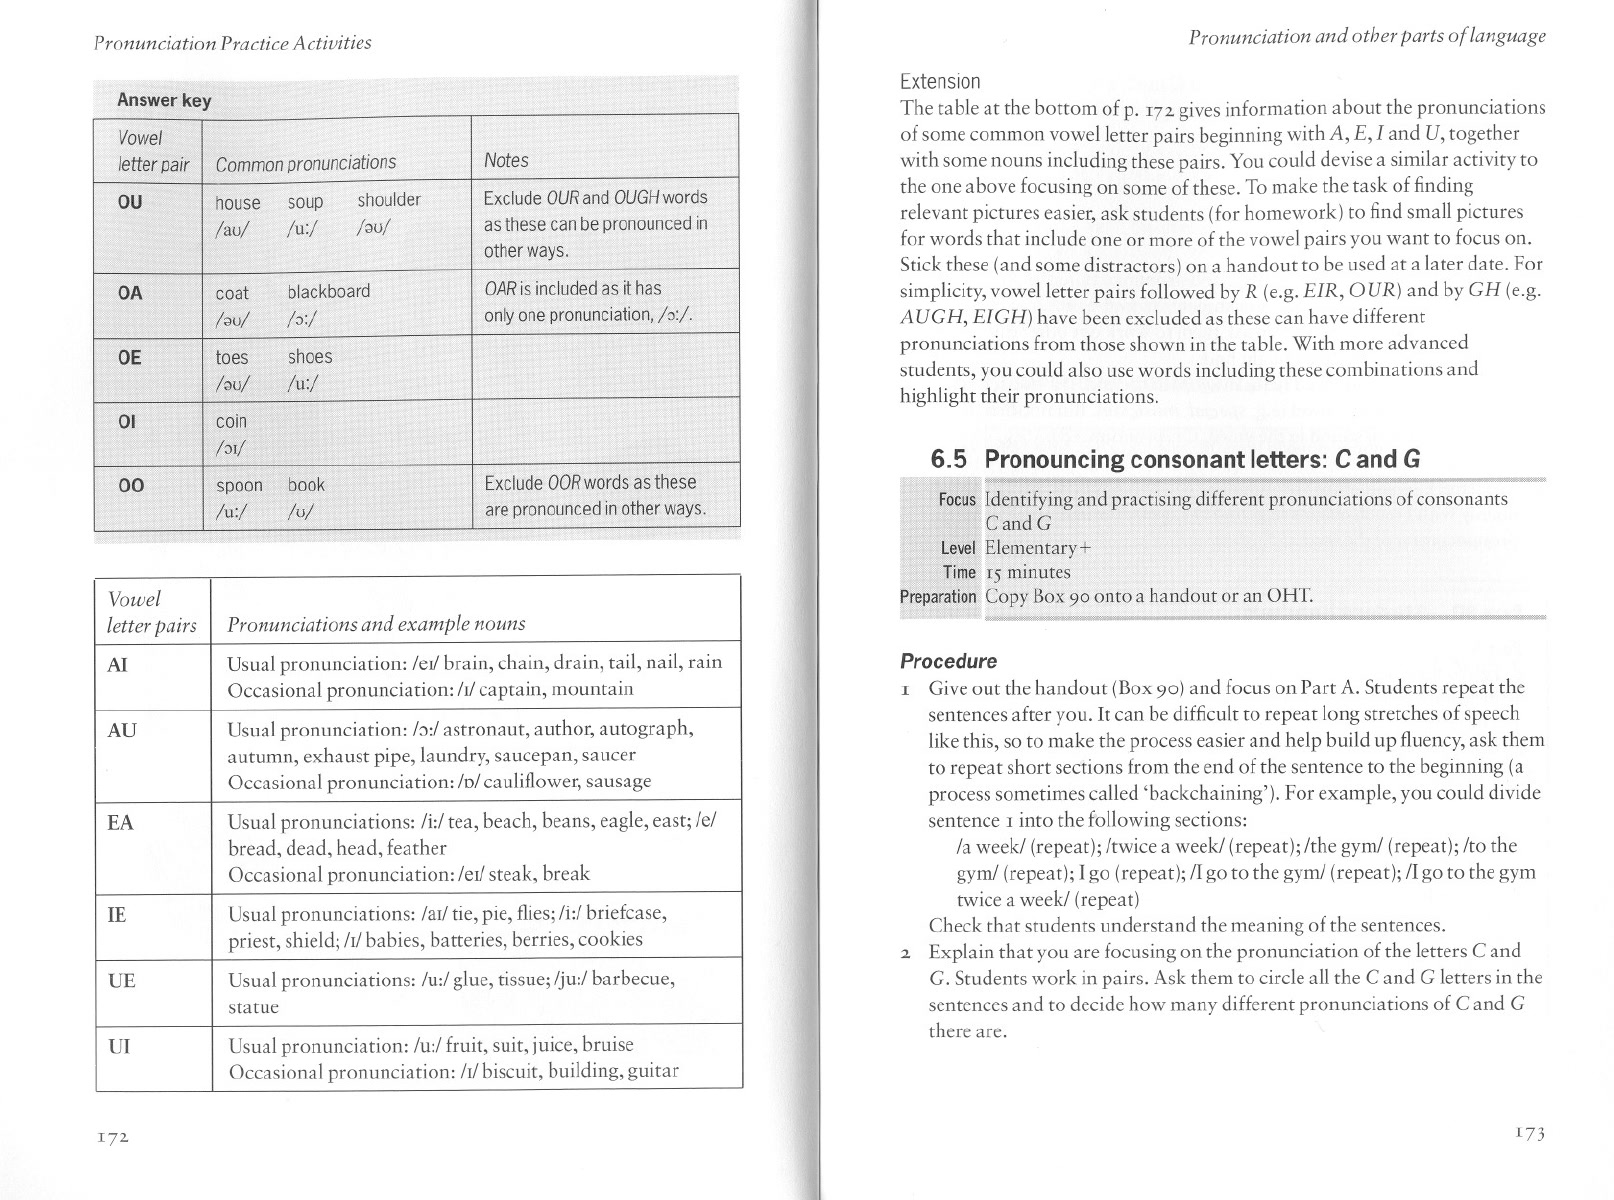 Pronunciation Practice Activities
Answer key
Vowel
letter pair Common pronunciations Notes
OU house soup shoulder Exclude OUR and OUGH words
/aʊ/ /uː/ /əʊ/ as these can be pronounced in
other ways.
OA coat blackboard OAR is included as it has
/əʊ/ /ɔː/ only one pronunciation, /ɔː/.
OE toes shoes
/əʊ/ /uː/
OI coin
/ɔɪ/
OO spoon book Exclude OOR words as these
/uː/ /ʊ/ are pronounced in other ways.
Vowel
letter pairs Pronunciations and example nouns
AI Usual pronunciation: /eɪ/ brain, chain, drain, tail, nail, rain
Occasional pronunciation: /ɪ/ captain, mountain
AU Usual pronunciation: /ɔː/ astronaut, author, autograph,
autumn, exhaust pipe, laundry, saucepan, saucer
Occasional pronunciation: /ɒ/ cauliflower, sausage
EA Usual pronunciations: /iː/ tea, beach, beans, eagle, east; /e/
bread, dead, head, feather
Occasional pronunciation: /eɪ/ steak, break
IE Usual pronunciations: /aɪ/ tie, pie, flies; /iː/ briefcase,
priest, shield; /ɪ/ babies, batteries, berries, cookies
UE Usual pronunciations: /uː/ glue, tissue; /juː/ barbecue,
statue
UI Usual pronunciation: /uː/ fruit, suit, juice, bruise
Occasional pronunciation: /ɪ/ biscuit, building, guitar
172
Pronunciation and other parts of language
Extension
The table at the bottom of p. 172 gives information about the pronunciations
of some common vowel letter pairs beginning with A, E, I and U, together
with some nouns including these pairs. You could devise a similar activity to
the one above focusing on some of these. To make the task of finding
relevant pictures easier, ask students (for homework) to find small pictures
for words that include one or more of the vowel pairs you want to focus on.
Stick these (and some distractors) on a handout to be used at a later date. For
simplicity, vowel letter pairs followed by R (e.g. EIR, OUR) and by GH (e.g.
AUGH, EIGH) have been excluded as these can have different
pronunciations from those shown in the table. With more advanced
students, you could also use words including these combinations and
highlight their pronunciations.
6.5 Pronouncing consonant letters: C and G
Focus Identifying and practising different pronunciations of consonants
C and G
Level Elementary+
Time 15 minutes
Preparation Copy Box 90 onto a handout or an OHT.
Procedure
1 Give out the handout (Box 90) and focus on Part A. Students repeat the
sentences after you. It can be difficult to repeat long stretches of speech
like this, so to make the process easier and help build up fluency, ask them
to repeat short sections from the end of the sentence to the beginning (a
process sometimes called ‘backchaining’). For example, you could divide
sentence 1 into the following sections:
/a week/ (repeat); /twice a week/ (repeat); /the gym/ (repeat); /to the
gym/ (repeat); I go (repeat); /I go to the gym/ (repeat); /I go to the gym
twice a week/ (repeat)
Check that students understand the meaning of the sentences.
2 Explain that you are focusing on the pronunciation of the letters C and
G. Students work in pairs. Ask them to circle all the C and G letters in the
sentences and to decide how many different pronunciations of C and G
there are.
173